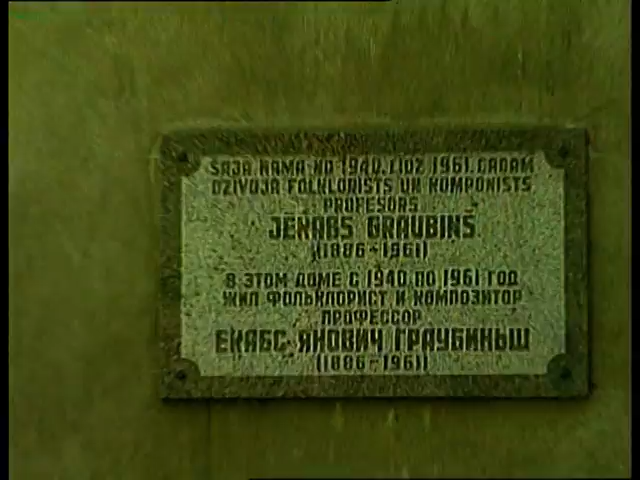 ŠAJĀ NAMĀ NO 1940. LĪDZ 1961. GADAM
DZĪVOJA FOLKLORISTS UN KOMPONISTS
PROFESORS
JĒKABS GRAUBIŅŠ
(1886-1961)
В ЭТОМ ДОМЕ С 1940 ПО 1961 ГОД
ЖИЛ ФОЛЬКЛОРИСТ И КОМПОЗИТОР
ПРОФЕССОР
ЕКАБС ЯНОВИЧ ГРАУБИНЬШ
(1886-1961)